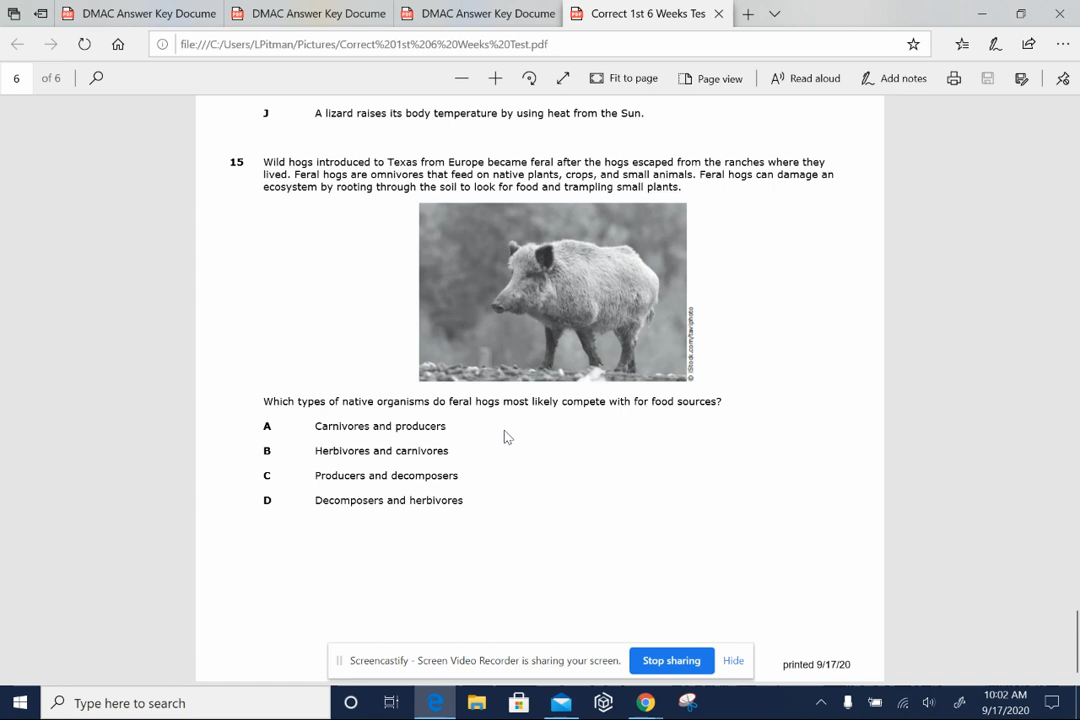 DMAC Answer Key Docume
DMAC Answer Key Docume
DMAC Answer Key Docume
Correct 1st 6 Weeks Tes
file:///C:/Users/LPitman/Pictures/Correct%201st%206%20Weeks%20Test.pdf
6 of 6
Fit to page
Page view
Read aloud
Add notes
J A lizard raises its body temperature by using heat from the Sun.
15 Wild hogs introduced to Texas from Europe became feral after the hogs escaped from the ranches where they
lived. Feral hogs are omnivores that feed on native plants, crops, and small animals. Feral hogs can damage an
ecosystem by rooting through the soil to look for food and trampling small plants.
© iStock.com/taviphoto
Which types of native organisms do feral hogs most likely compete with for food sources?
A Carnivores and producers
B Herbivores and carnivores
C Producers and decomposers
D Decomposers and herbivores
Screencastify - Screen Video Recorder is sharing your screen.
Stop sharing
Hide
printed 9/17/20
Type here to search
10:02 AM
9/17/2020